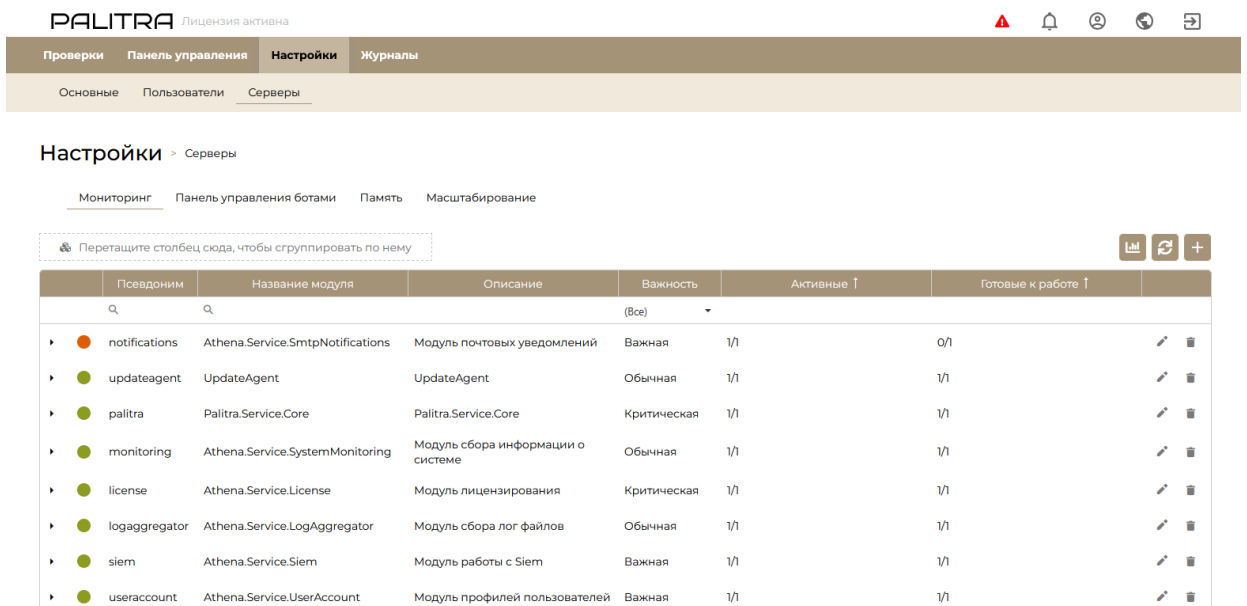 PALITRA Лицензия активна
Проверки Панель управления Настройки Журналы
Основные Пользователи Серверы
Настройки > Серверы
Мониторинг Панель управления ботами Память Масштабирование
Перетащите столбец сюда, чтобы сгруппировать по нему
Псевдоним Название модуля Описание Важность Активные ↑ Готовые к работе ↑
(Все)
notifications Athena.Service.SmtpNotifications Модуль почтовых уведомлений Важная 1/1 0/1
updateagent UpdateAgent UpdateAgent Обычная 1/1 1/1
palitra Palitra.Service.Core Palitra.Service.Core Критическая 1/1 1/1
monitoring Athena.Service.SystemMonitoring Модуль сбора информации о системе Обычная 1/1 1/1
license Athena.Service.License Модуль лицензирования Критическая 1/1 1/1
logaggregator Athena.Service.LogAggregator Модуль сбора лог файлов Обычная 1/1 1/1
siem Athena.Service.Siem Модуль работы с Siem Важная 1/1 1/1
useraccount Athena.Service.UserAccount Модуль профилей пользователей Важная 1/1 1/1